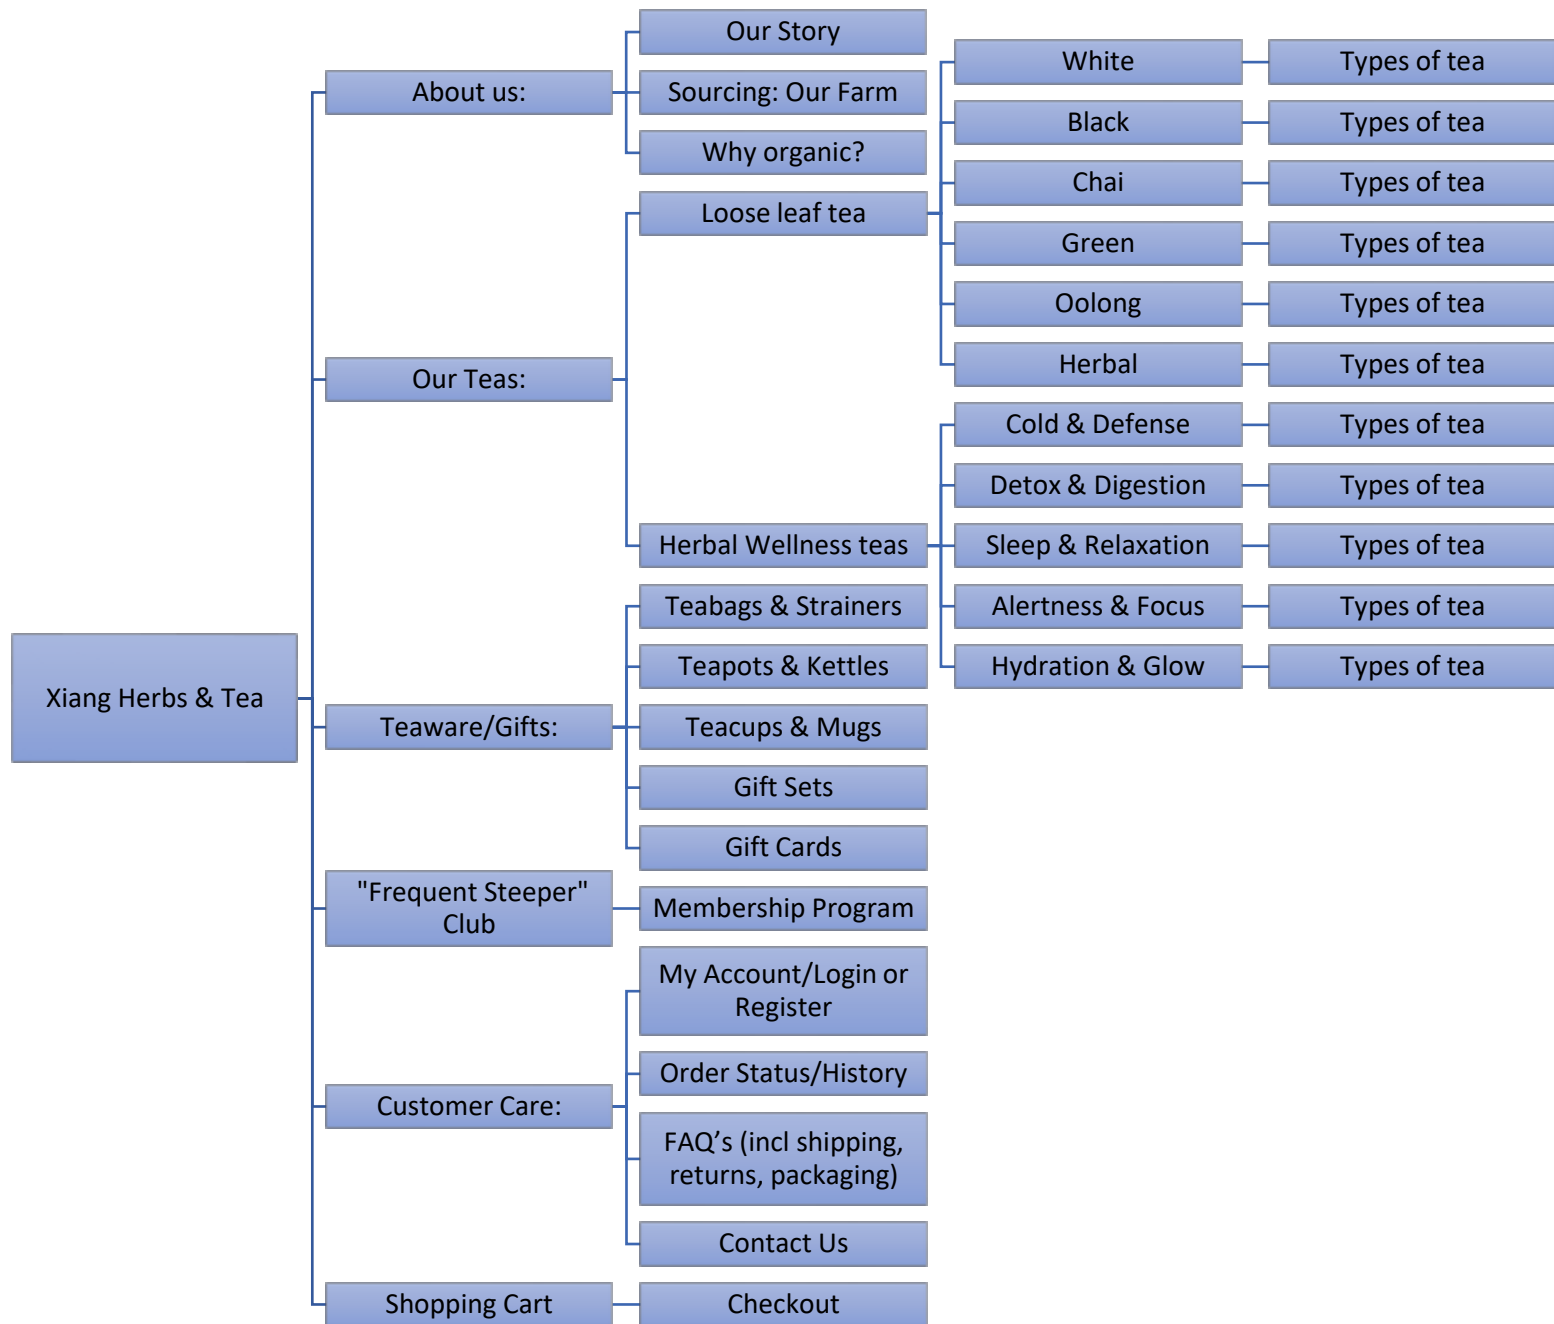 Xiang Herbs & Tea
About us:
Our Story
Sourcing: Our Farm
Why organic?
Our Teas:
Loose leaf tea
White
Types of tea
Black
Types of tea
Chai
Types of tea
Green
Types of tea
Oolong
Types of tea
Herbal
Types of tea
Herbal Wellness teas
Cold & Defense
Types of tea
Detox & Digestion
Types of tea
Sleep & Relaxation
Types of tea
Alertness & Focus
Types of tea
Hydration & Glow
Types of tea
Teaware/Gifts:
Teabags & Strainers
Teapots & Kettles
Teacups & Mugs
Gift Sets
Gift Cards
"Frequent Steeper"
Club
Membership Program
Customer Care:
My Account/Login or
Register
Order Status/History
FAQ’s (incl shipping,
returns, packaging)
Contact Us
Shopping Cart
Checkout